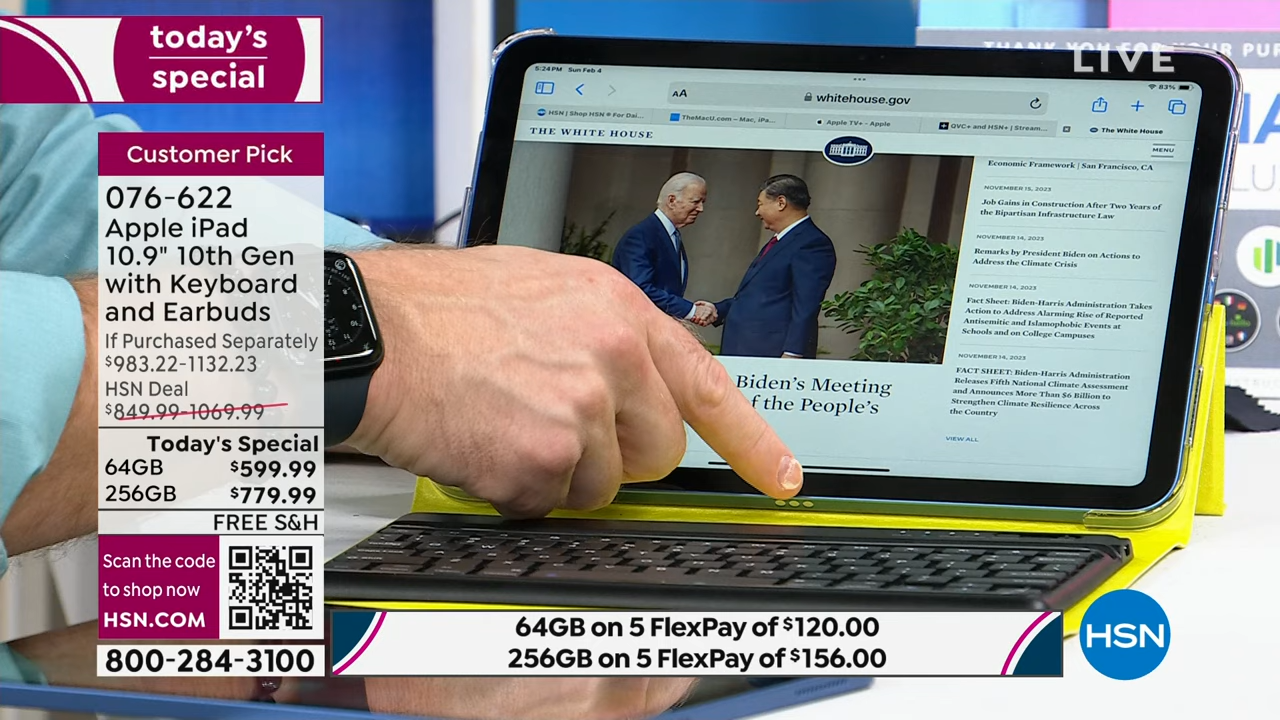 today's
special
Customer Pick
076-622
Apple iPad
10.9" 10th Gen
with Keyboard
and Earbuds
If Purchased Separately
$983.22-1132.23
HSN Deal
$849.99-1069.99
Today's Special
64GB $599.99
256GB $779.99
FREE S&H
Scan the code
to shop now
HSN.COM
800-284-3100
64GB on 5 FlexPay of $120.00
256GB on 5 FlexPay of $156.00
HSN
LIVE
THANK YOU FOR YOUR PUR
5:24 PM Sun Feb 4
83%
AA
whitehouse.gov
HSN | Shop HSN ® For Dai...
TheMacU.com – Mac, iPa...
Apple TV+ - Apple
QVC+ and HSN+ | Stream...
The White House
THE WHITE HOUSE
MENU
Economic Framework | San Francisco, CA
NOVEMBER 15, 2023
Job Gains in Construction After Two Years of
the Bipartisan Infrastructure Law
NOVEMBER 14, 2023
Remarks by President Biden on Actions to
Address the Climate Crisis
NOVEMBER 14, 2023
Fact Sheet: Biden-Harris Administration Takes
Action to Address Alarming Rise of Reported
Antisemitic and Islamophobic Events at
Schools and on College Campuses
NOVEMBER 14, 2023
FACT SHEET: Biden-Harris Administration
Releases Fifth National Climate Assessment
and Announces More Than $6 Billion to
Strengthen Climate Resilience Across
the Country
VIEW ALL
Biden's Meeting
f the People's